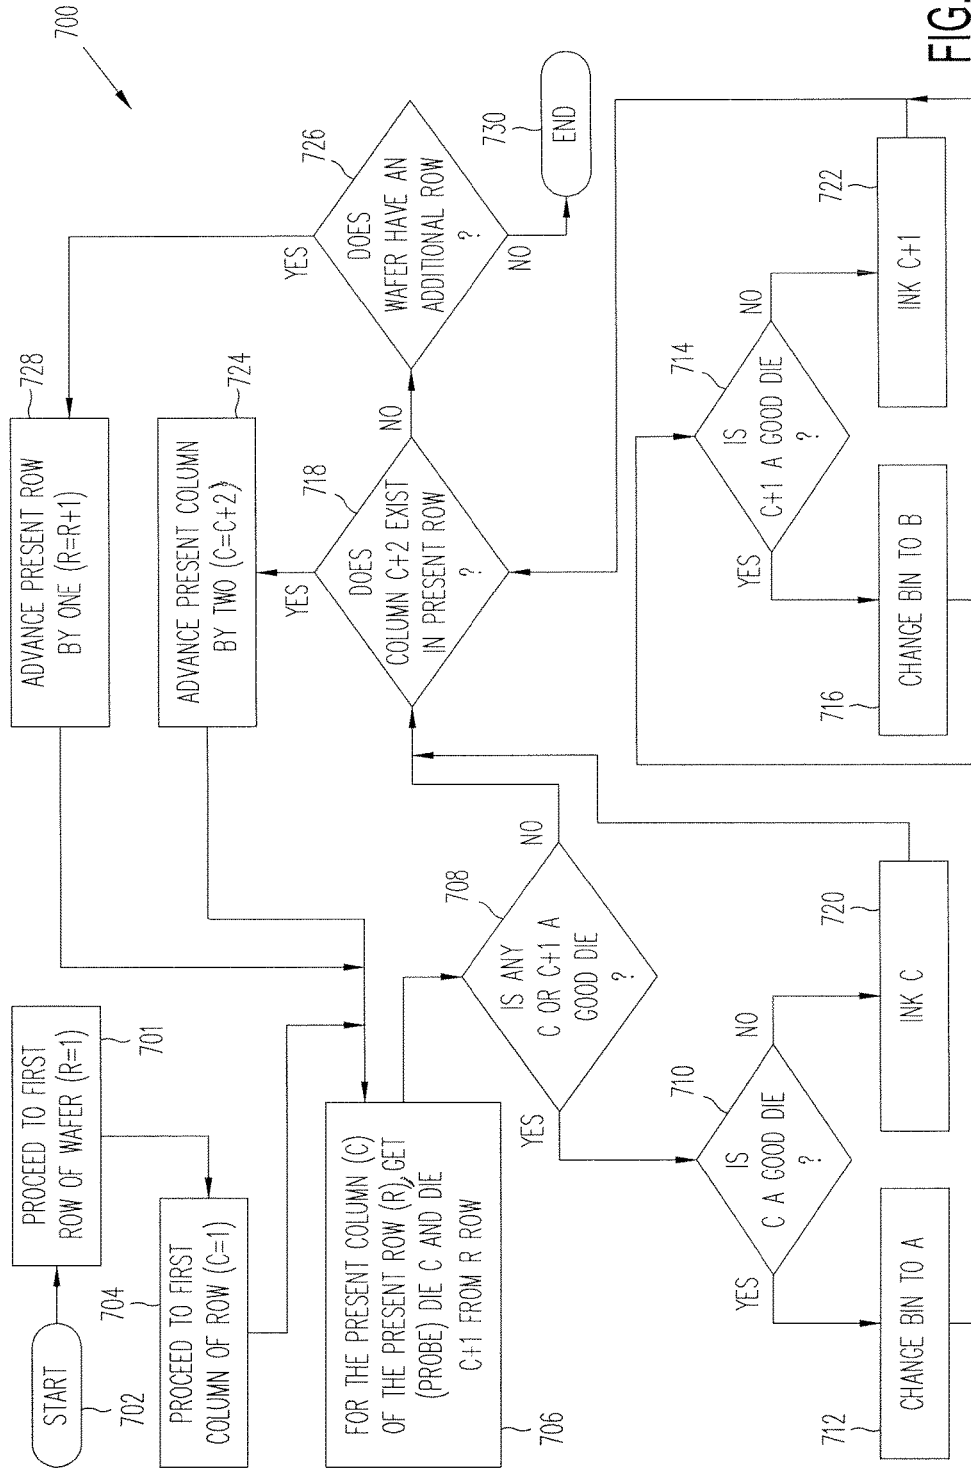 700
START
702
PROCEED TO FIRST
ROW OF WAFER (R=1)
701
704
PROCEED TO FIRST
COLUMN OF ROW (C=1)
FOR THE PRESENT COLUMN (C)
OF THE PRESENT ROW (R), GET
(PROBE) DIE C AND DIE
C+1 FROM R ROW
706
ADVANCE PRESENT ROW
BY ONE (R=R+1)
728
ADVANCE PRESENT COLUMN
BY TWO (C=C+2)
724
708
IS ANY
C OR C+1 A
GOOD DIE
?
YES
NO
710
IS
C A GOOD DIE
?
YES
NO
712
CHANGE BIN TO A
720
INK C
718
DOES
COLUMN C+2 EXIST
IN PRESENT ROW
?
YES
NO
726
DOES
WAFER HAVE AN
ADDITIONAL ROW
?
YES
NO
730
END
714
IS
C+1 A GOOD DIE
?
YES
NO
716
CHANGE BIN TO B
722
INK C+1
FIG.